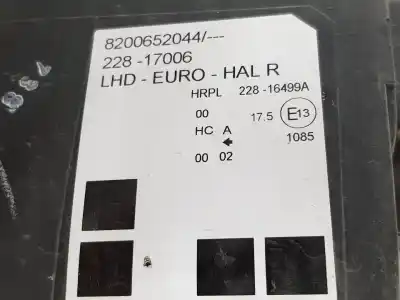 8200652044/---
228 -17006
LHD - EURO - HAL R
HRPL 228 -16499A
00 17.5 E13
HC A 1085
00 02